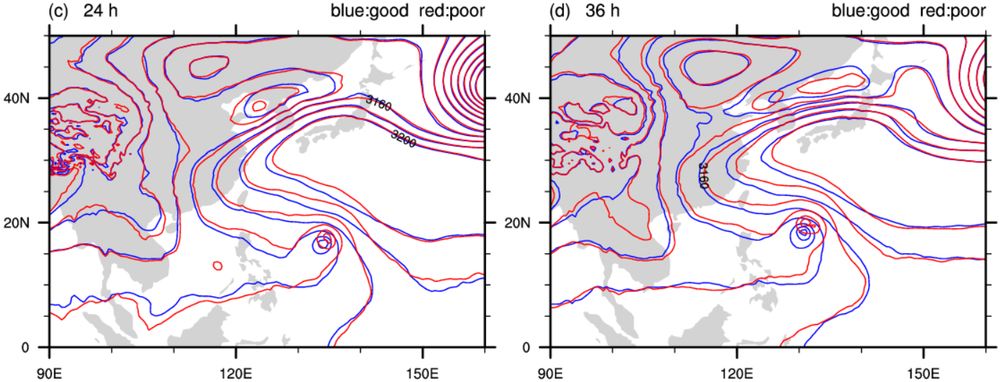 (c) 24 h blue:good red:poor
40N
20N
0
90E 120E 150E
3160
3200
(d) 36 h blue:good red:poor
40N
20N
0
90E 120E 150E
3160